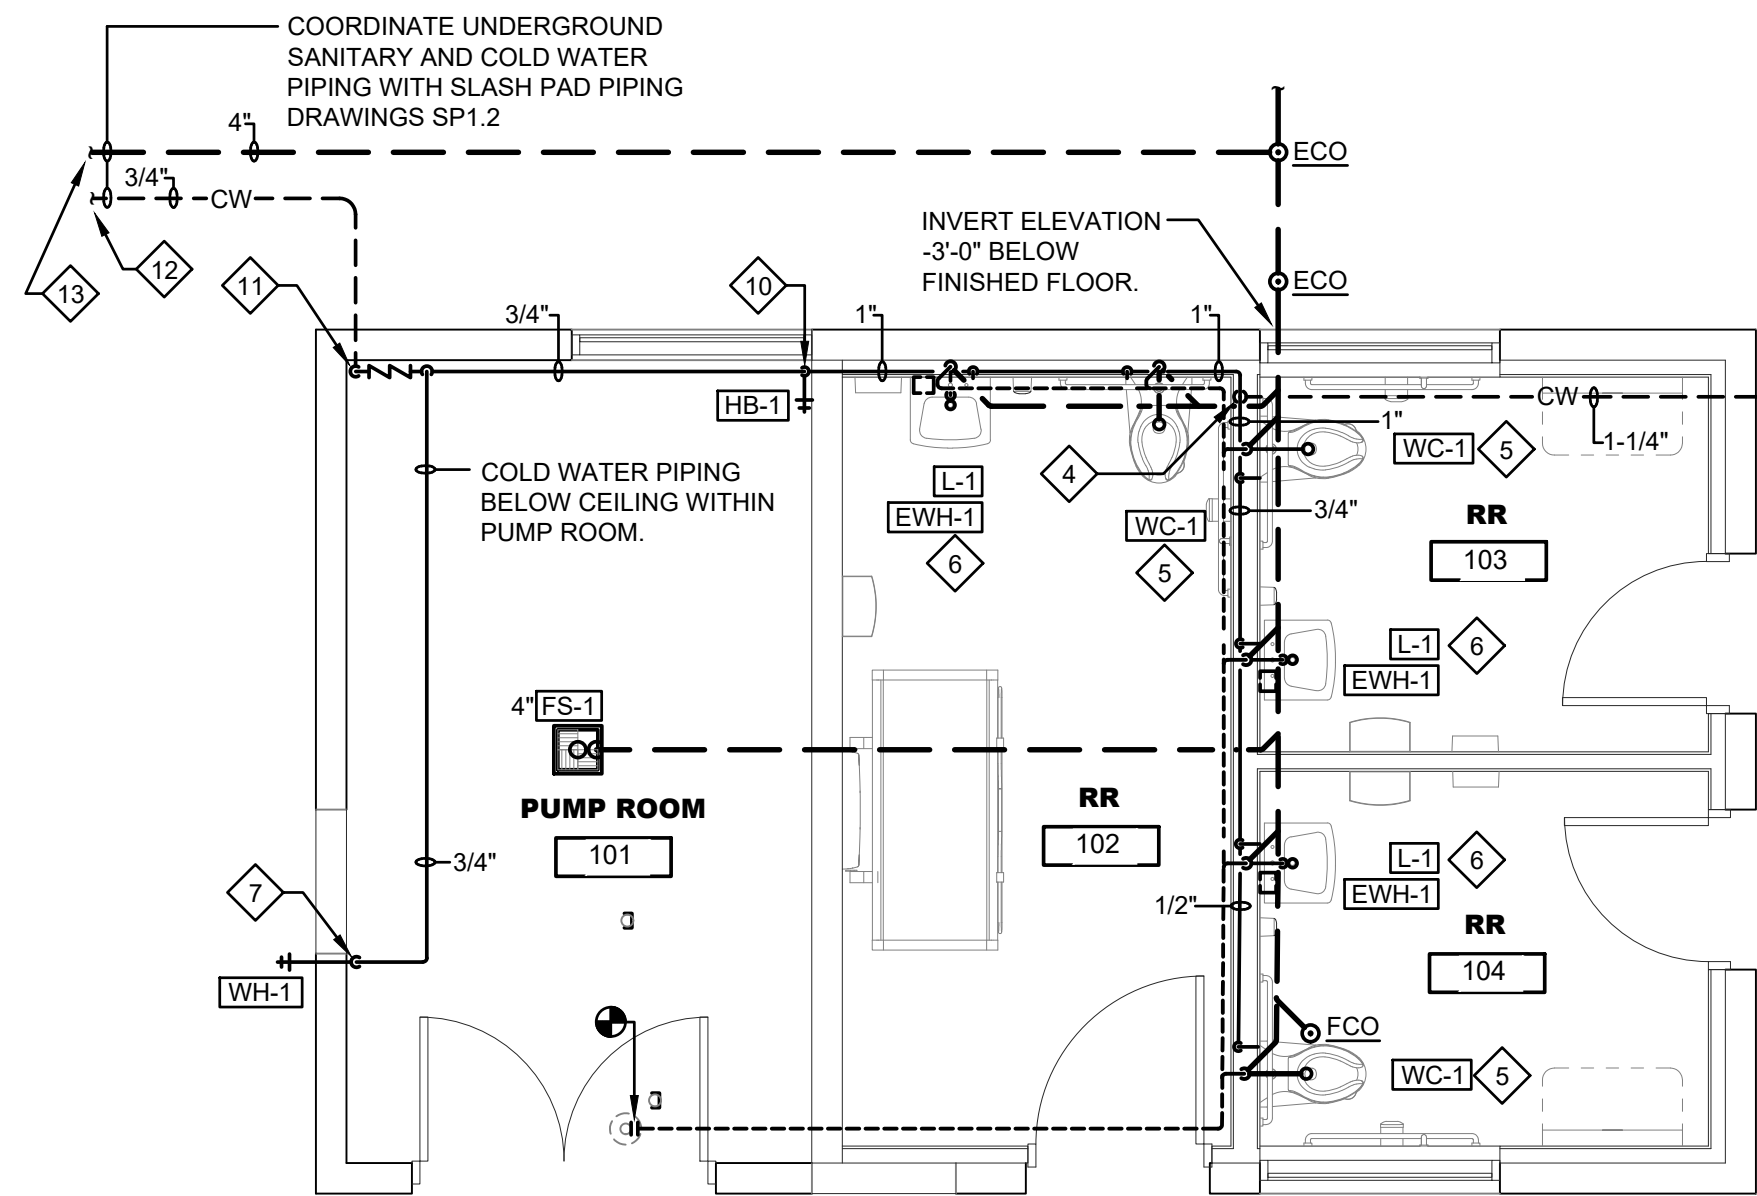 COORDINATE UNDERGROUND
SANITARY AND COLD WATER
PIPING WITH SLASH PAD PIPING
DRAWINGS SP1.2
4"
ECO
3/4"
CW
INVERT ELEVATION
-3'-0" BELOW
FINISHED FLOOR.
12
13
11
10
ECO
3/4"
1"
1"
HB-1
CW
1"
1-1/4"
WC-1
5
COLD WATER PIPING
BELOW CEILING WITHIN
PUMP ROOM.
4
L-1
EWH-1
6
WC-1
5
3/4"
RR
103
L-1
6
EWH-1
4"
FS-1
PUMP ROOM
101
RR
102
3/4"
7
L-1
6
EWH-1
1/2"
RR
104
WH-1
FCO
WC-1
5